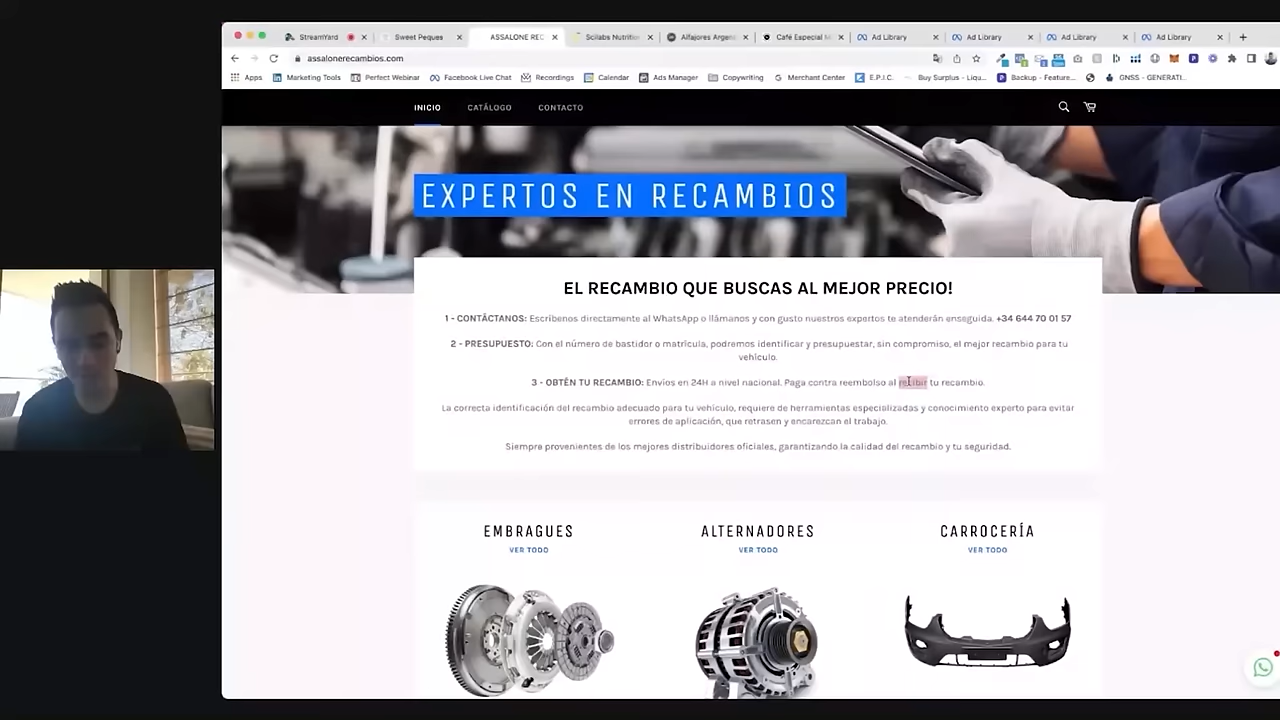 StreamYard
Sweet Peques
ASSALONE REC
Scilabs Nutrition
Alfajores Argen
Café Especial M
Ad Library
Ad Library
Ad Library
Ad Library
assalonerecambios.com
Apps
Marketing Tools
Perfect Webinar
Facebook Live Chat
Recordings
Calendar
Ads Manager
Copywriting
Merchant Center
E.P.I.C.
Buy Surplus - Liqu...
Backup - Feature...
GNSS - GENERATI...
INICIO
CATÁLOGO
CONTACTO
EXPERTOS EN RECAMBIOS
EL RECAMBIO QUE BUSCAS AL MEJOR PRECIO!
1 - CONTÁCTANOS: Escríbenos directamente al WhatsApp o llámanos y con gusto nuestros expertos te atenderán enseguida. +34 644 70 01 57
2 - PRESUPUESTO: Con el número de bastidor o matrícula, podremos identificar y presupuestar, sin compromiso, el mejor recambio para tu
vehículo.
3 - OBTÉN TU RECAMBIO: Envíos en 24H a nivel nacional. Paga contra reembolso al recibir tu recambio.
La correcta identificación del recambio adecuado para tu vehículo, requiere de herramientas especializadas y conocimiento experto para evitar
errores de aplicación, que retrasen y encarezcan el trabajo.
Siempre provenientes de los mejores distribuidores oficiales, garantizando la calidad del recambio y tu seguridad.
EMBRAGUES
VER TODO
ALTERNADORES
VER TODO
CARROCERÍA
VER TODO